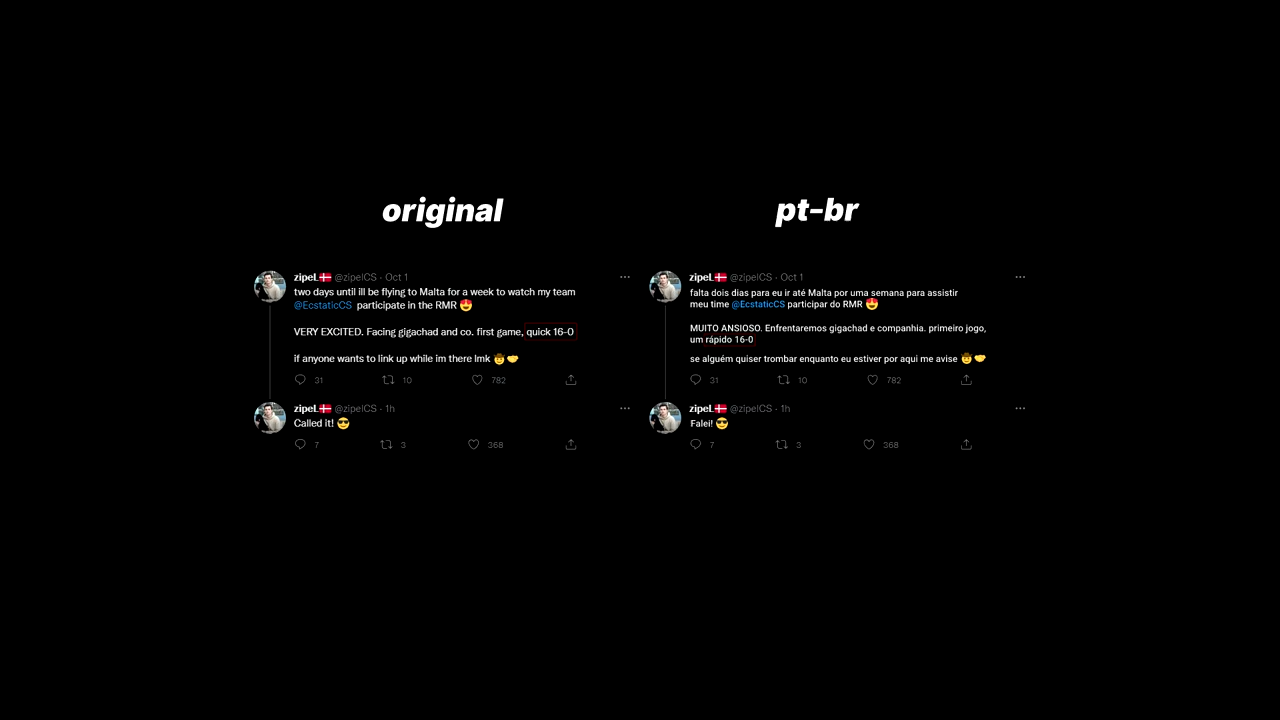 original
zipeL🇩🇰 @zipelCS - Oct 1
two days until ill be flying to Malta for a week to watch my team
@EcstaticCS participate in the RMR 😍
VERY EXCITED. Facing gigachad and co. first game, quick 16-0
if anyone wants to link up while im there lmk 🤠🤝
31 10 782
zipeL🇩🇰 @zipelCS - 1h
Called it! 😎
7 3 368
pt-br
zipeL🇩🇰 @zipelCS - Oct 1
falta dois dias para eu ir até Malta por uma semana para assistir
meu time @EcstaticCS participar do RMR 😍
MUITO ANSIOSO. Enfrentaremos gigachad e companhia. primeiro jogo,
um rápido 16-0
se alguém quiser trombar enquanto eu estiver por aqui me avise 🤠🤝
31 10 782
zipeL🇩🇰 @zipelCS - 1h
Falei! 😎
7 3 368